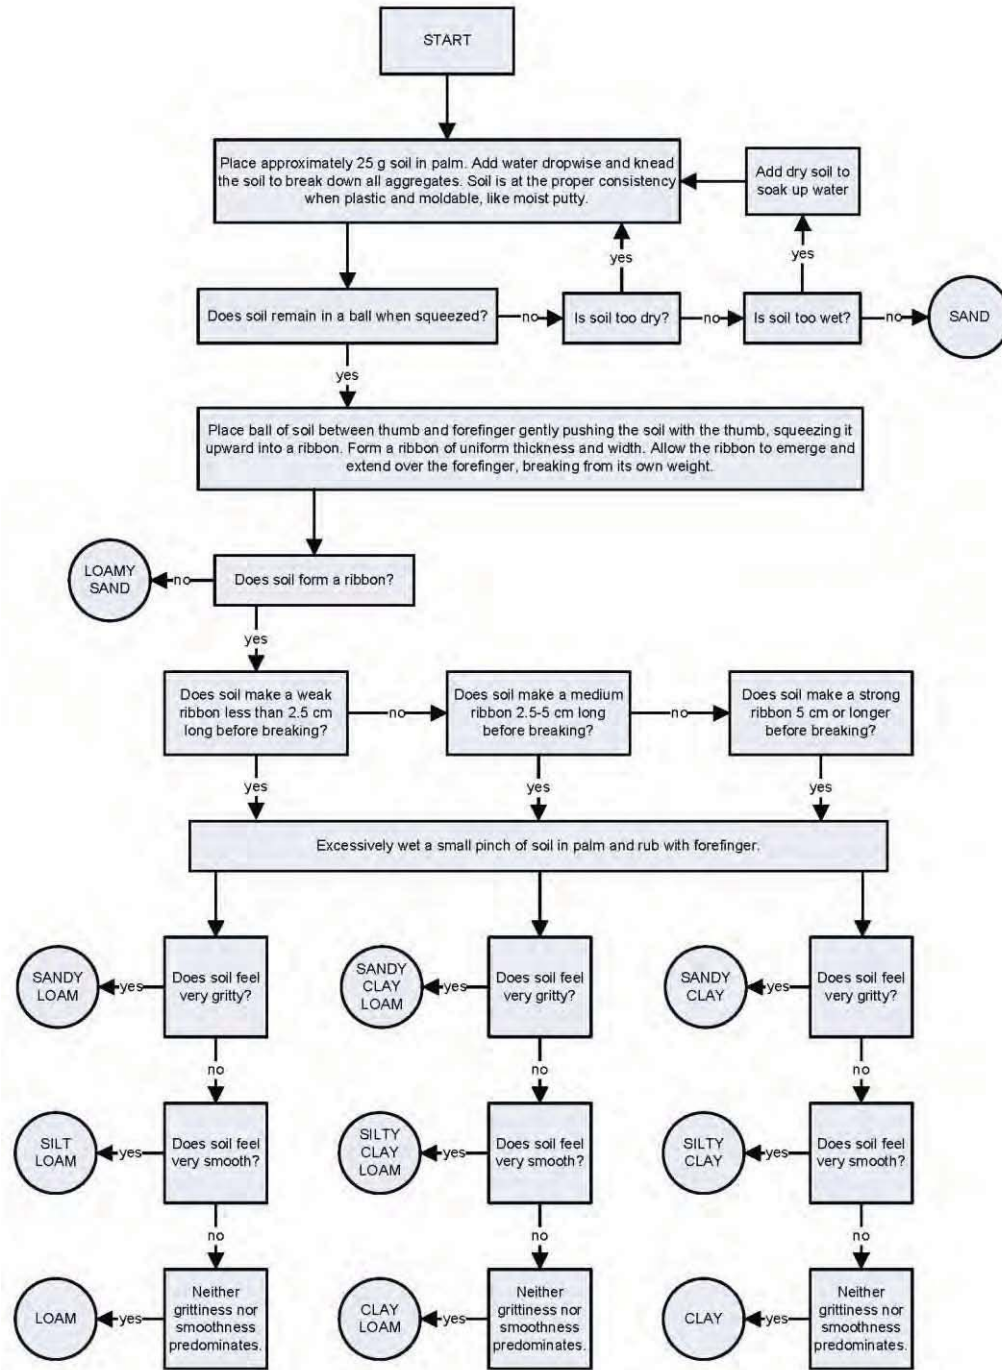 START
Place approximately 25 g soil in palm. Add water dropwise and knead
the soil to break down all aggregates. Soil is at the proper consistency
when plastic and moldable, like moist putty.
Add dry soil to
soak up water
yes
yes
Does soil remain in a ball when squeezed?
no
Is soil too dry?
no
Is soil too wet?
no
SAND
yes
Place ball of soil between thumb and forefinger gently pushing the soil with the thumb, squeezing it
upward into a ribbon. Form a ribbon of uniform thickness and width. Allow the ribbon to emerge and
extend over the forefinger, breaking from its own weight.
LOAMY
SAND
no
Does soil form a ribbon?
yes
Does soil make a weak
ribbon less than 2.5 cm
long before breaking?
no
Does soil make a medium
ribbon 2.5-5 cm long
before breaking?
no
Does soil make a strong
ribbon 5 cm or longer
before breaking?
yes
yes
yes
Excessively wet a small pinch of soil in palm and rub with forefinger.
SANDY
LOAM
yes
Does soil feel
very gritty?
SANDY
CLAY
LOAM
yes
Does soil feel
very gritty?
SANDY
CLAY
yes
Does soil feel
very gritty?
no
no
no
SILT
LOAM
yes
Does soil feel
very smooth?
SILTY
CLAY
LOAM
yes
Does soil feel
very smooth?
SILTY
CLAY
yes
Does soil feel
very smooth?
no
no
no
LOAM
yes
Neither
grittiness nor
smoothness
predominates.
CLAY
LOAM
yes
Neither
grittiness nor
smoothness
predominates.
CLAY
yes
Neither
grittiness nor
smoothness
predominates.